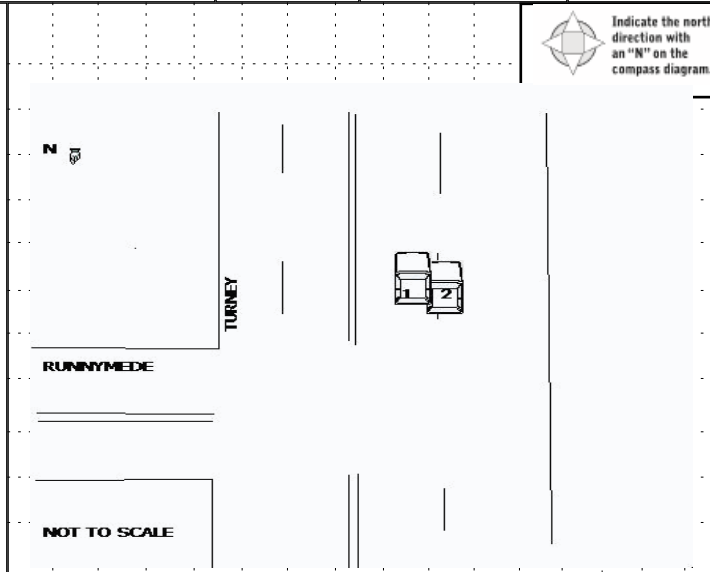 Indicate the north
direction with
an “N” on the
compass diagram.
N
TURNEY
1 2
RUNNYMEDE
NOT TO SCALE